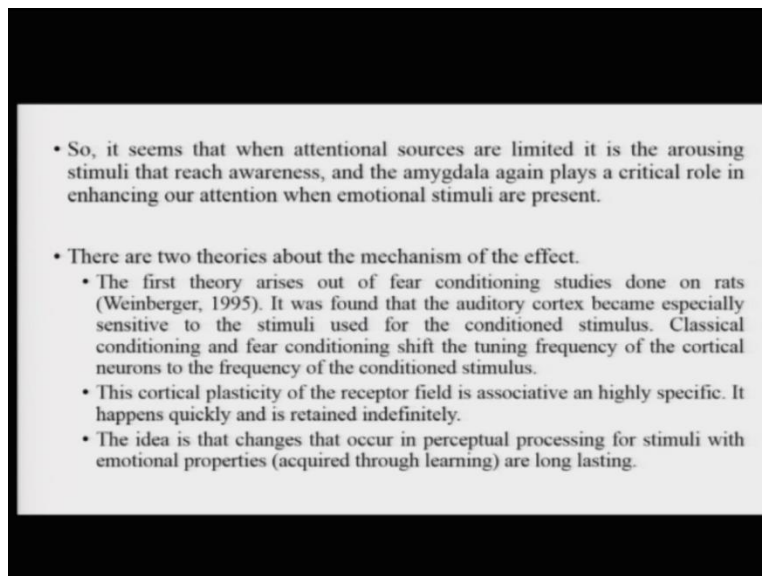 • So, it seems that when attentional sources are limited it is the arousing
stimuli that reach awareness, and the amygdala again plays a critical role in
enhancing our attention when emotional stimuli are present.
• There are two theories about the mechanism of the effect.
• The first theory arises out of fear conditioning studies done on rats
(Weinberger, 1995). It was found that the auditory cortex became especially
sensitive to the stimuli used for the conditioned stimulus. Classical
conditioning and fear conditioning shift the tuning frequency of the cortical
neurons to the frequency of the conditioned stimulus.
• This cortical plasticity of the receptor field is associative an highly specific. It
happens quickly and is retained indefinitely.
• The idea is that changes that occur in perceptual processing for stimuli with
emotional properties (acquired through learning) are long lasting.